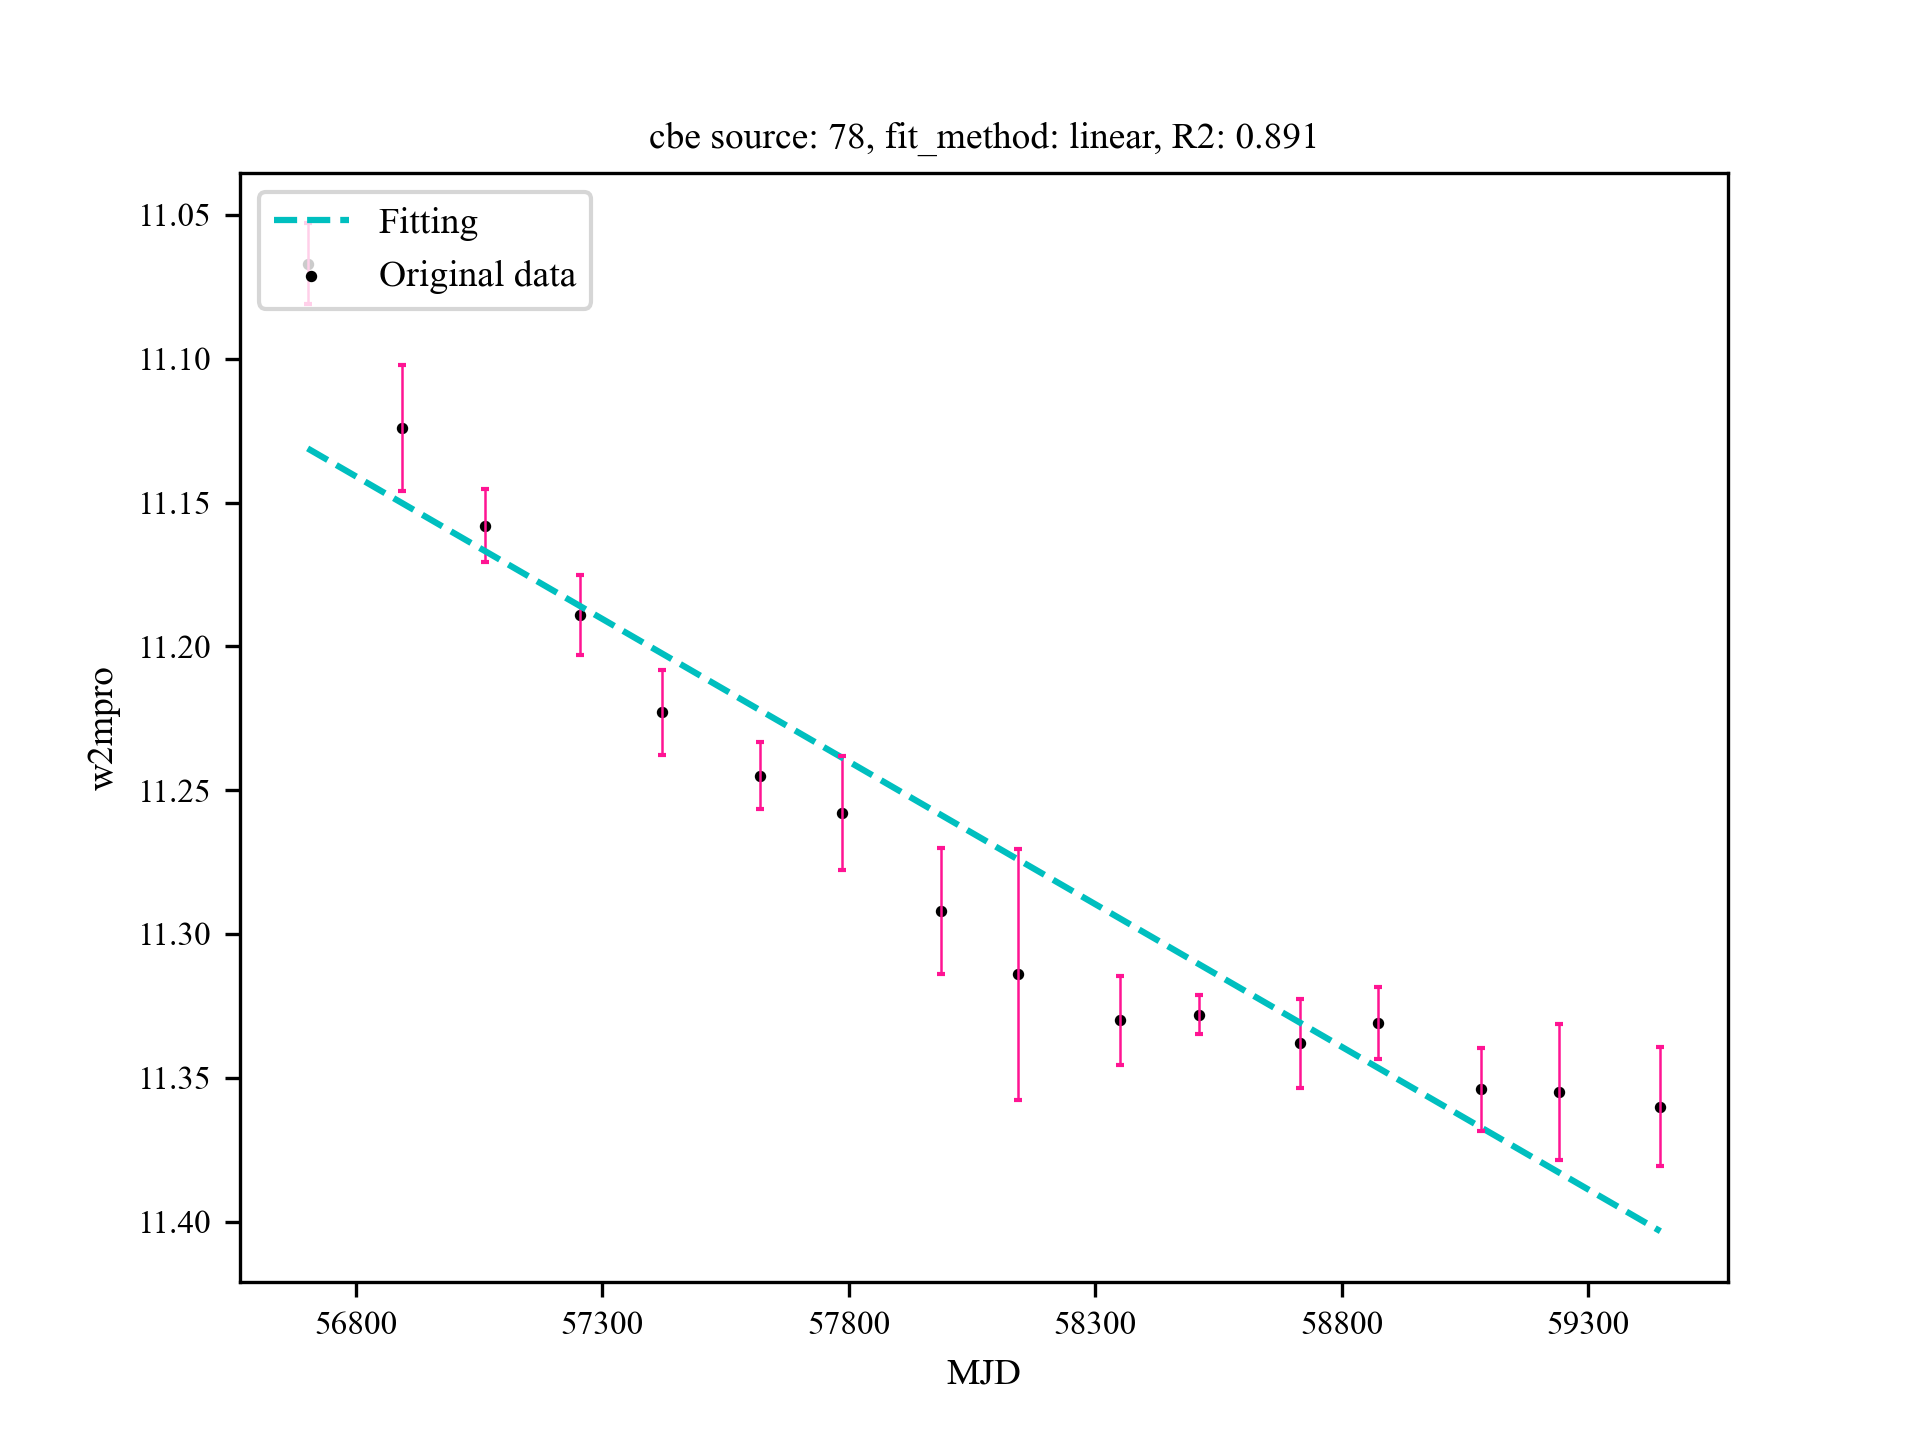 cbe source: 78, fit_method: linear, R2: 0.891
Fitting
Original data
11.05
11.10
11.15
11.20
11.25
11.30
11.35
11.40
w2mpro
56800 57300 57800 58300 58800 59300
MJD